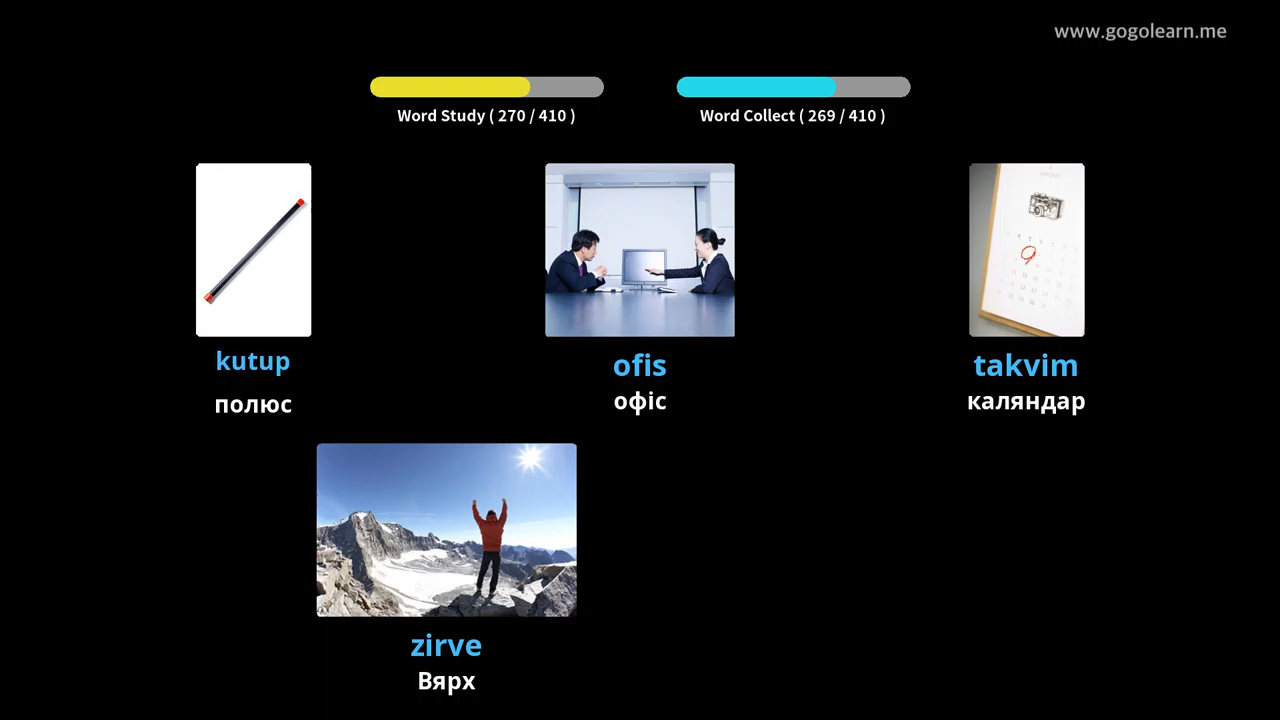 www.gogolearn.me
Word Study ( 270 / 410 )
Word Collect ( 269 / 410 )
kutup
полюс
ofis
офіс
takvim
каляндар
zirve
Вярх